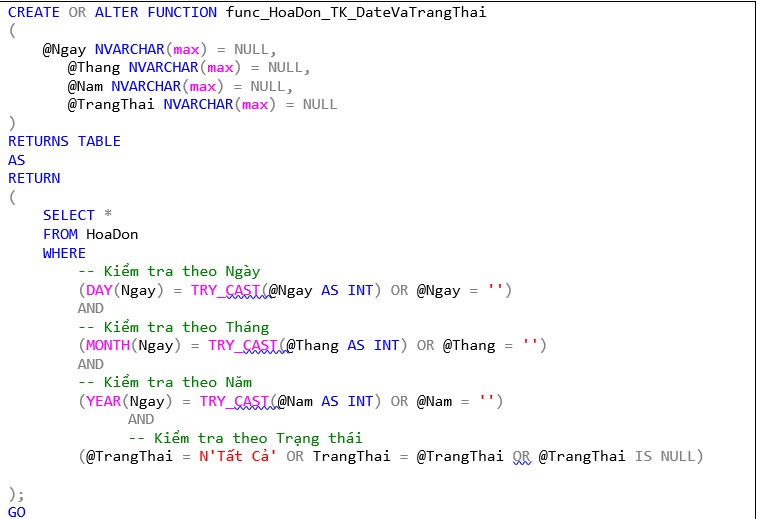 CREATE OR ALTER FUNCTION func_HoaDon_TK_DateVaTrangThai
(
    @Ngay NVARCHAR(max) = NULL,
       @Thang NVARCHAR(max) = NULL,
       @Nam NVARCHAR(max) = NULL,
       @TrangThai NVARCHAR(max) = NULL
)
RETURNS TABLE
AS
RETURN
(
    SELECT *
    FROM HoaDon
    WHERE
        -- Kiểm tra theo Ngày
        (DAY(Ngay) = TRY_CAST(@Ngay AS INT) OR @Ngay = '')
        AND
        -- Kiểm tra theo Tháng
        (MONTH(Ngay) = TRY_CAST(@Thang AS INT) OR @Thang = '')
        AND
        -- Kiểm tra theo Năm
        (YEAR(Ngay) = TRY_CAST(@Nam AS INT) OR @Nam = '')
              AND
              -- Kiểm tra theo Trạng thái
        (@TrangThai = N'Tất Cả' OR TrangThai = @TrangThai OR @TrangThai IS NULL)
);
GO